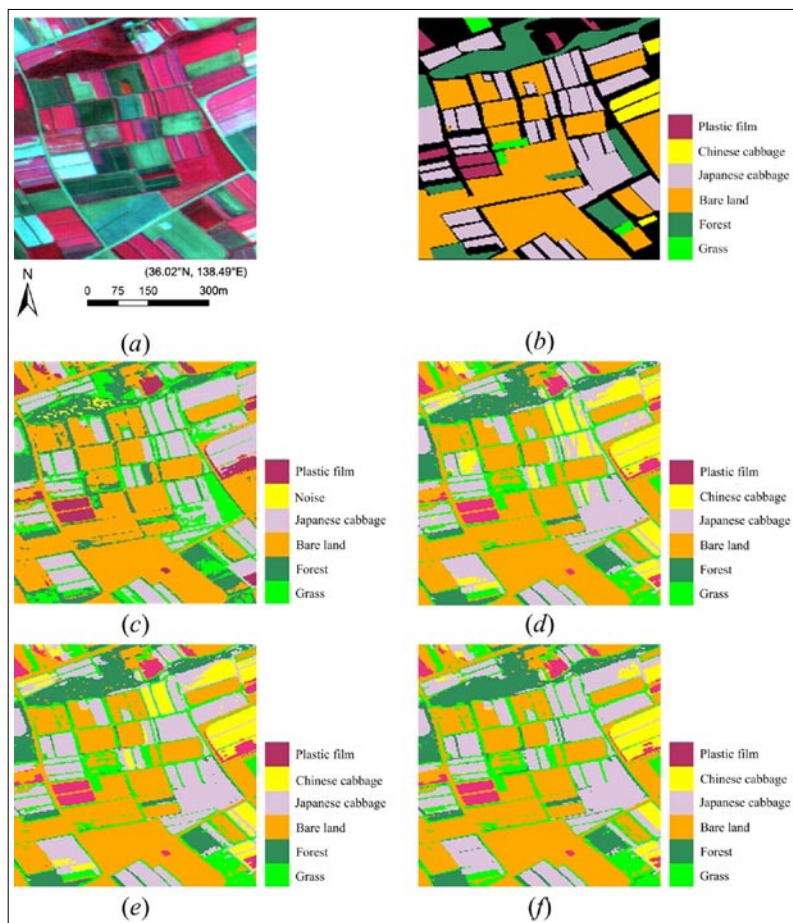 (36.02°N, 138.49°E)
N
0 75 150 300m
(a)
Plastic film
Chinese cabbage
Japanese cabbage
Bare land
Forest
Grass
(b)
Plastic film
Noise
Japanese cabbage
Bare land
Forest
Grass
(c)
Plastic film
Chinese cabbage
Japanese cabbage
Bare land
Forest
Grass
(d)
Plastic film
Chinese cabbage
Japanese cabbage
Bare land
Forest
Grass
(e)
Plastic film
Chinese cabbage
Japanese cabbage
Bare land
Forest
Grass
(f)